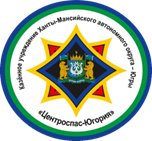 Казённое учреждение Ханты-Мансийского автономного округа – Югры
«Центроспас-Югория»